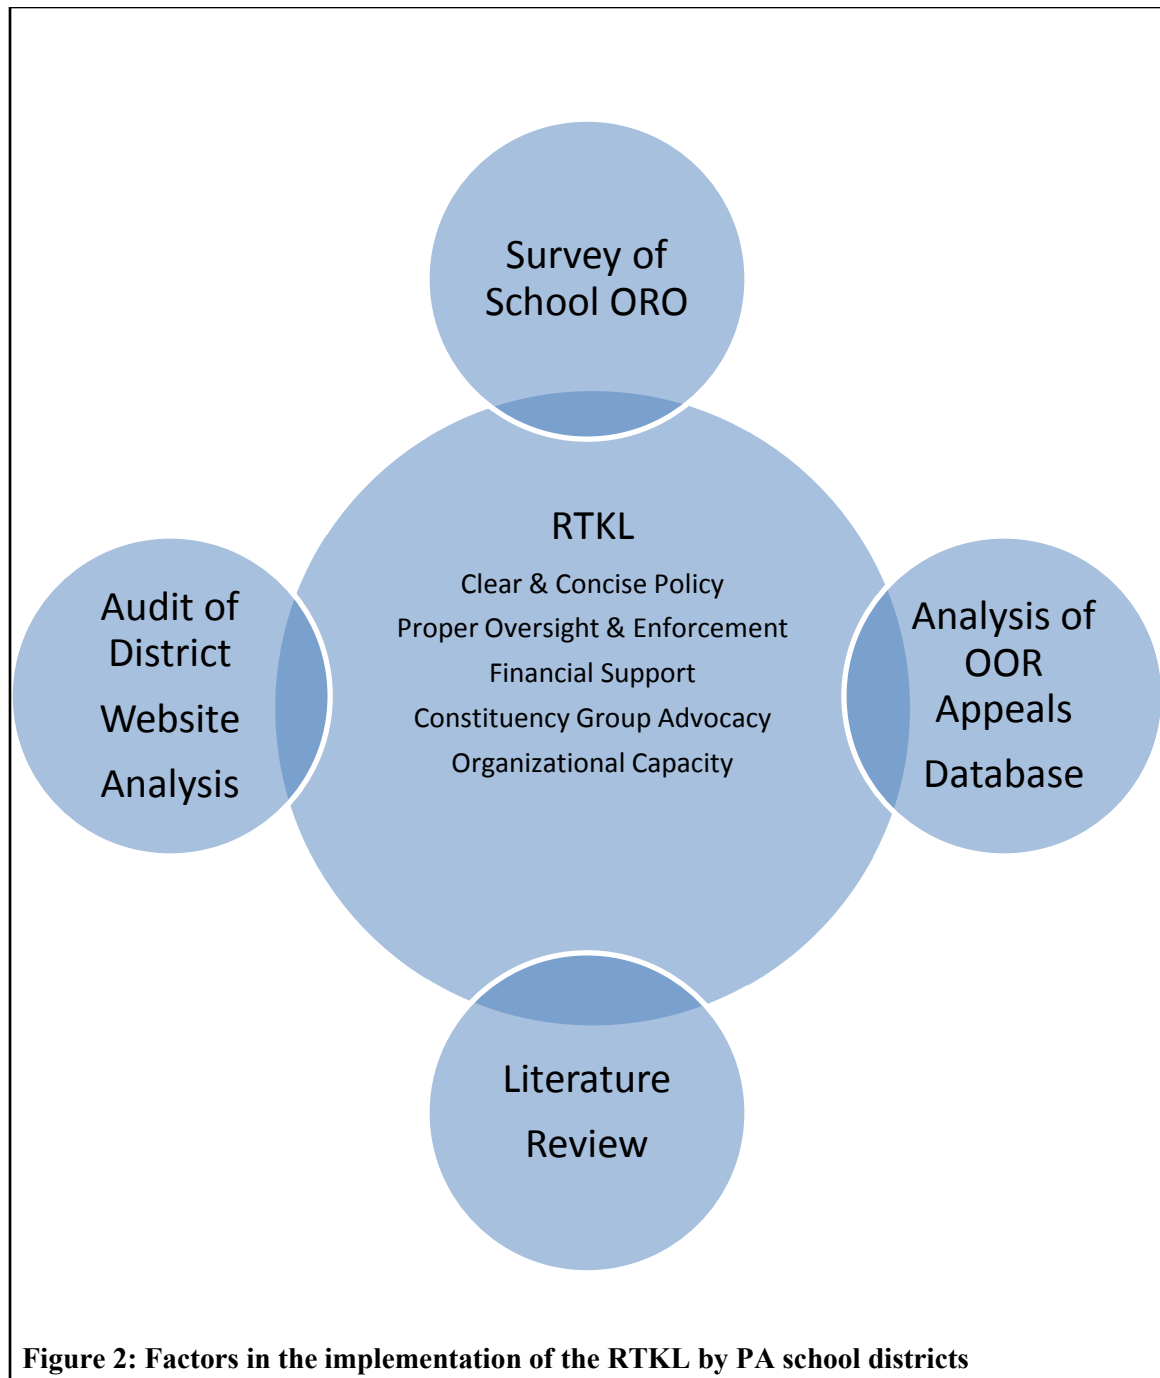 Survey of
School ORO
RTKL
Clear & Concise Policy
Proper Oversight & Enforcement
Financial Support
Constituency Group Advocacy
Organizational Capacity
Audit of
District
Website
Analysis
Analysis of
OOR
Appeals
Database
Literature
Review
Figure 2: Factors in the implementation of the RTKL by PA school districts